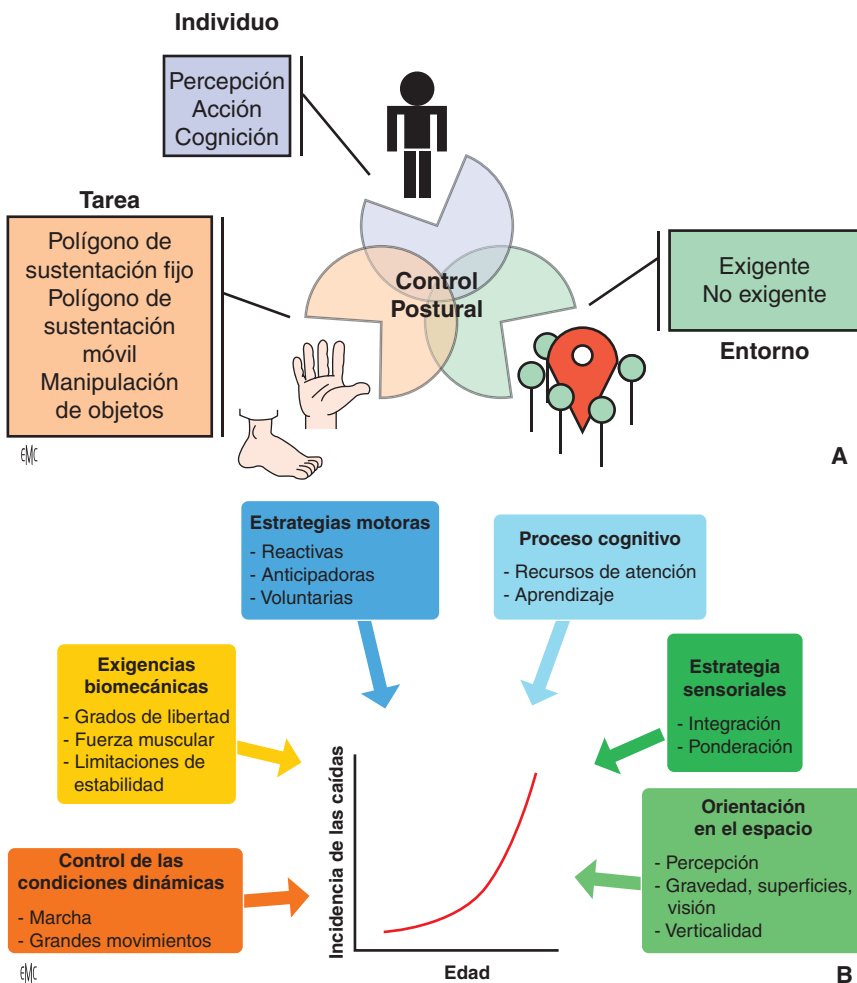 Individuo
Percepción
Acción
Cognición
Tarea
Polígono de
sustentación fijo
Polígono de
sustentación
móvil
Manipulación
de objetos
Control
Postural
Exigente
No exigente
Entorno
EMC
A
Estrategias motoras
- Reactivas
- Anticipadoras
- Voluntarias
Proceso cognitivo
- Recursos de atención
- Aprendizaje
Exigencias
biomecánicas
- Grados de libertad
- Fuerza muscular
- Limitaciones de
estabilidad
Estrategia
sensoriales
- Integración
- Ponderación
Control de las
condiciones dinámicas
- Marcha
- Grandes movimientos
Orientación
en el espacio
- Percepción
- Gravedad, superficies,
visión
- Verticalidad
Incidencia de las caídas
Edad
EMC
B